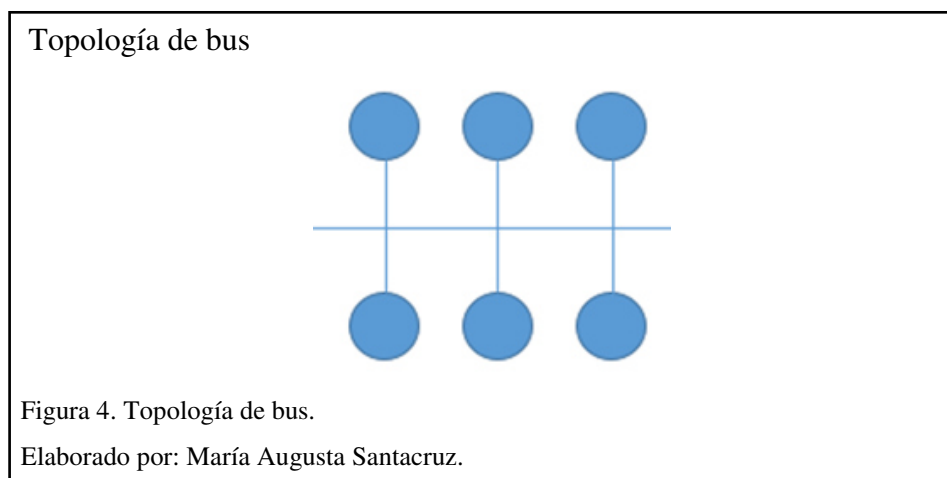 Topología de bus
Figura 4. Topología de bus.
Elaborado por: María Augusta Santacruz.